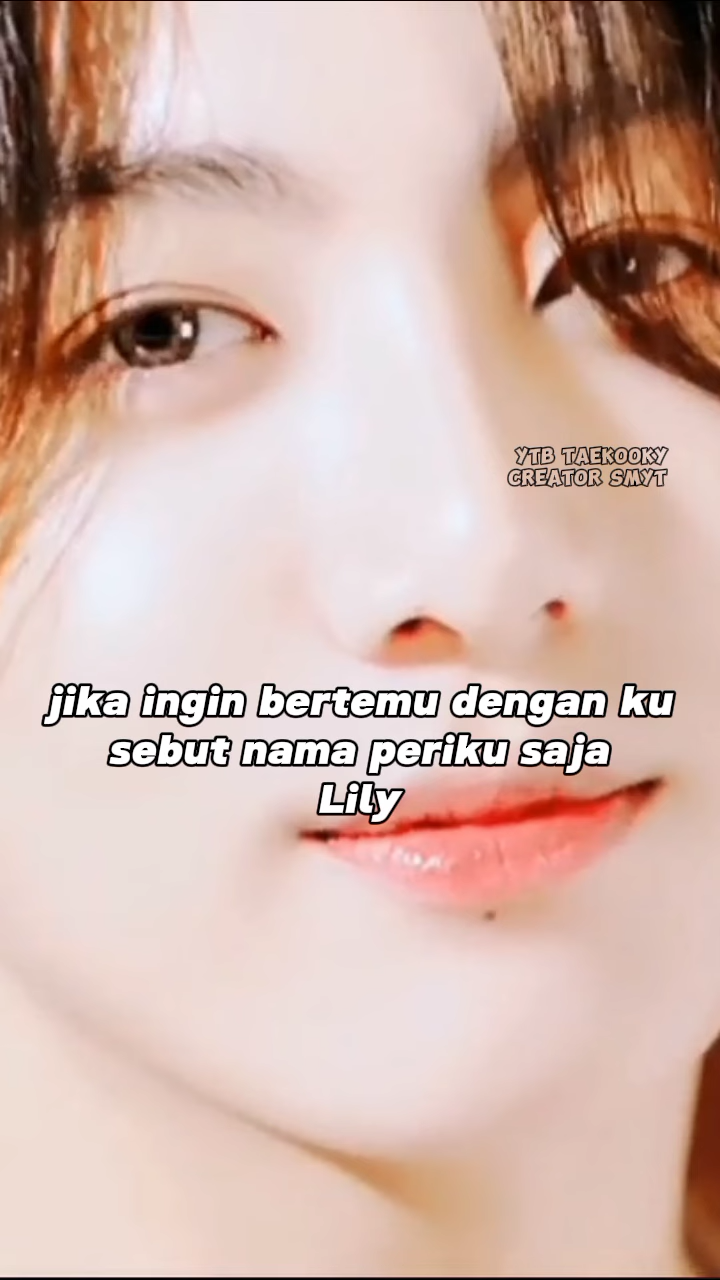 YTB TAEKOOKY
CREATOR SMYT
jika ingin bertemu dengan ku
sebut nama periku saja
Lily